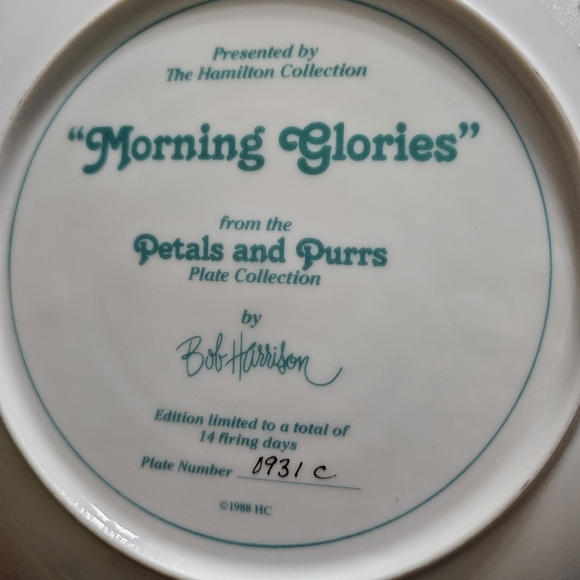 Presented by
The Hamilton Collection
“Morning Glories”
from the
Petals and Purrs
Plate Collection
by
Bob Harrison
Edition limited to a total of
14 firing days
Plate Number 0931 C
©1988 HC